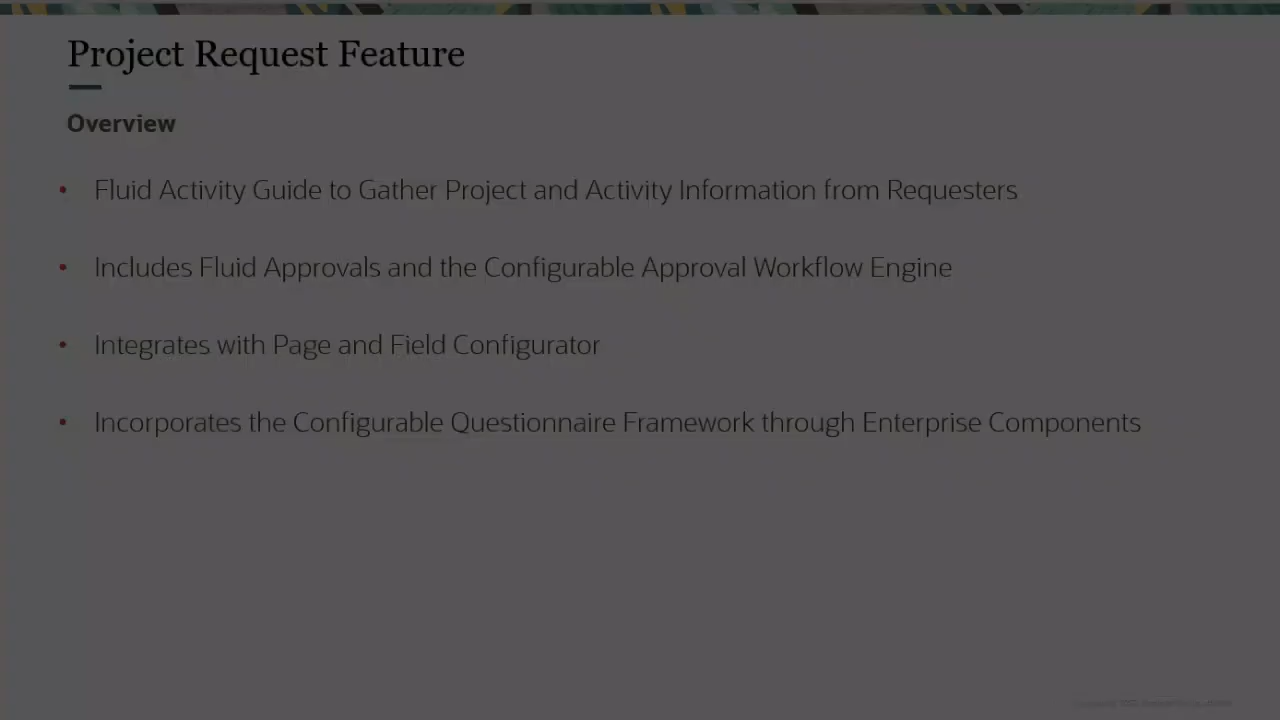 Project Request Feature
Overview
• Fluid Activity Guide to Gather Project and Activity Information from Requesters
• Includes Fluid Approvals and the Configurable Approval Workflow Engine
• Integrates with Page and Field Configurator
• Incorporates the Configurable Questionnaire Framework through Enterprise Components